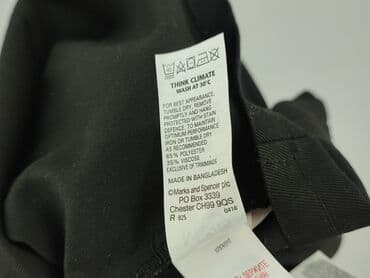 THINK CLIMATE
WASH AT 30°C
FOR BEST APPEARANCE,
TUMBLE DRY, REMOVE
PROMPTLY AND HANG
PROTECTED WITH STAIN
DEFENCE TO MAINTAIN
OPTIMUM PERFORMANCE
IRON OR TUMBLE DRY
65% POLYESTER
35% VISCOSE
EXCLUSIVE OF TRIMMINGS
MADE IN BANGLADESH
©Marks and Spencer plc
PO Box 3339
Chester CH99 9QS
R 825 0416